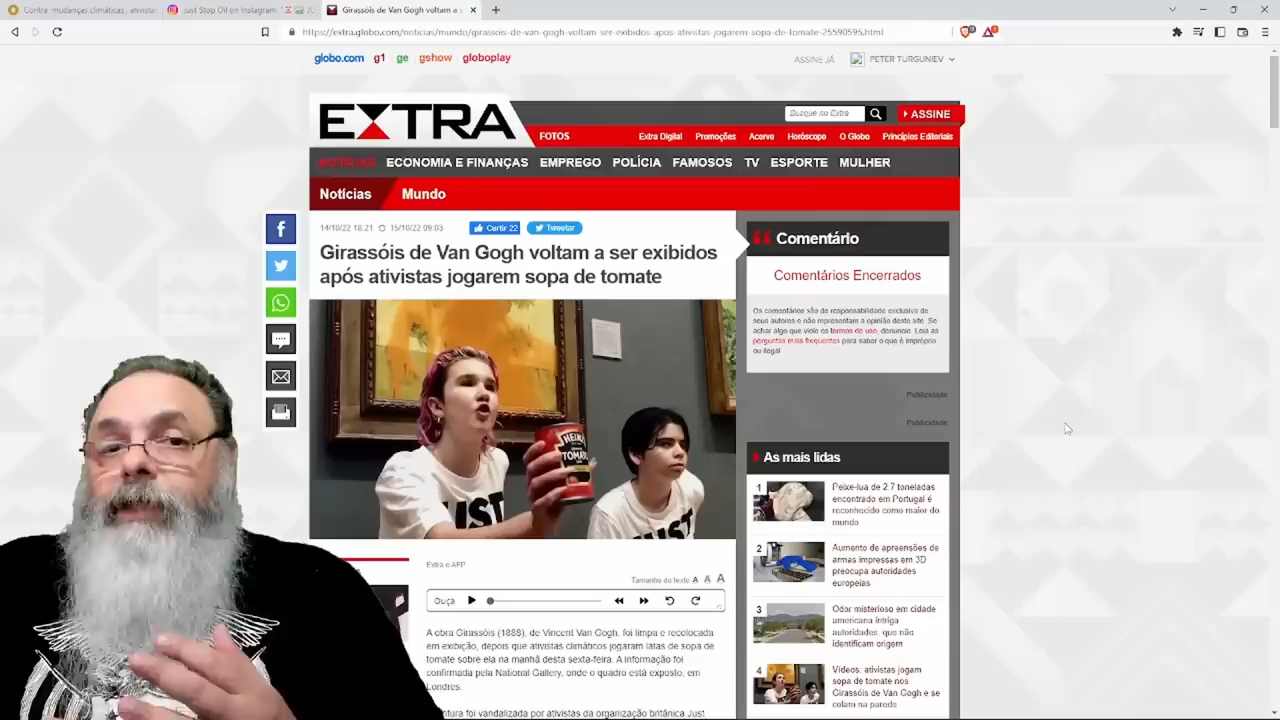 Contra mudanças climáticas, ativistas
Just Stop Oil on Instagram
Girassóis de Van Gogh voltam a s
https://extra.globo.com/noticias/mundo/girassois-de-van-gogh-voltam-ser-exibidos-apos-ativistas-jogarem-sopa-de-tomate-25590595.html
globo.com g1 ge gshow globoplay
ASSINE JÁ
PETER TURGUNIEV
EXTRA
FOTOS
Busque no Extra
ASSINE
Extra Digital Promoções Acervo Horóscopo O Globo Princípios Editoriais
NOTÍCIAS ECONOMIA E FINANÇAS EMPREGO POLÍCIA FAMOSOS TV ESPORTE MULHER
Notícias Mundo
14/10/22 18:21 15/10/22 09:03
Curtir 22
Tweetar
Girassóis de Van Gogh voltam a ser exibidos
após ativistas jogarem sopa de tomate
HEINZ
TOMATO
JUST
JUST
Extra e AFP
Tamanho do texto A A A
Ouça
A obra Girassóis (1888), de Vincent Van Gogh, foi limpa e recolocada
em exibição, depois que ativistas climáticos jogaram latas de sopa de
tomate sobre ela na manhã desta sexta-feira. A informação foi
confirmada pela National Gallery, onde o quadro está exposto, em
Londres.
ntura foi vandalizada por ativistas da organização britânica Just
Comentário
Comentários Encerrados
Os comentários são de responsabilidade exclusiva de
seus autores e não representam a opinião deste site. Se
achar algo que viole os termos de uso, denuncie. Leia as
perguntas mais frequentes para saber o que é impróprio
ou ilegal
Publicidade
Publicidade
As mais lidas
1
Peixe-lua de 2,7 toneladas
encontrado em Portugal é
reconhecido como maior do
mundo
2
Aumento de apreensões de
armas impressas em 3D
preocupa autoridades
europeias
3
Odor misterioso em cidade
americana intriga
autoridades, que não
identificam origem
4
Vídeos: ativistas jogam
sopa de tomate nos
Girassóis de Van Gogh e se
colam na parede